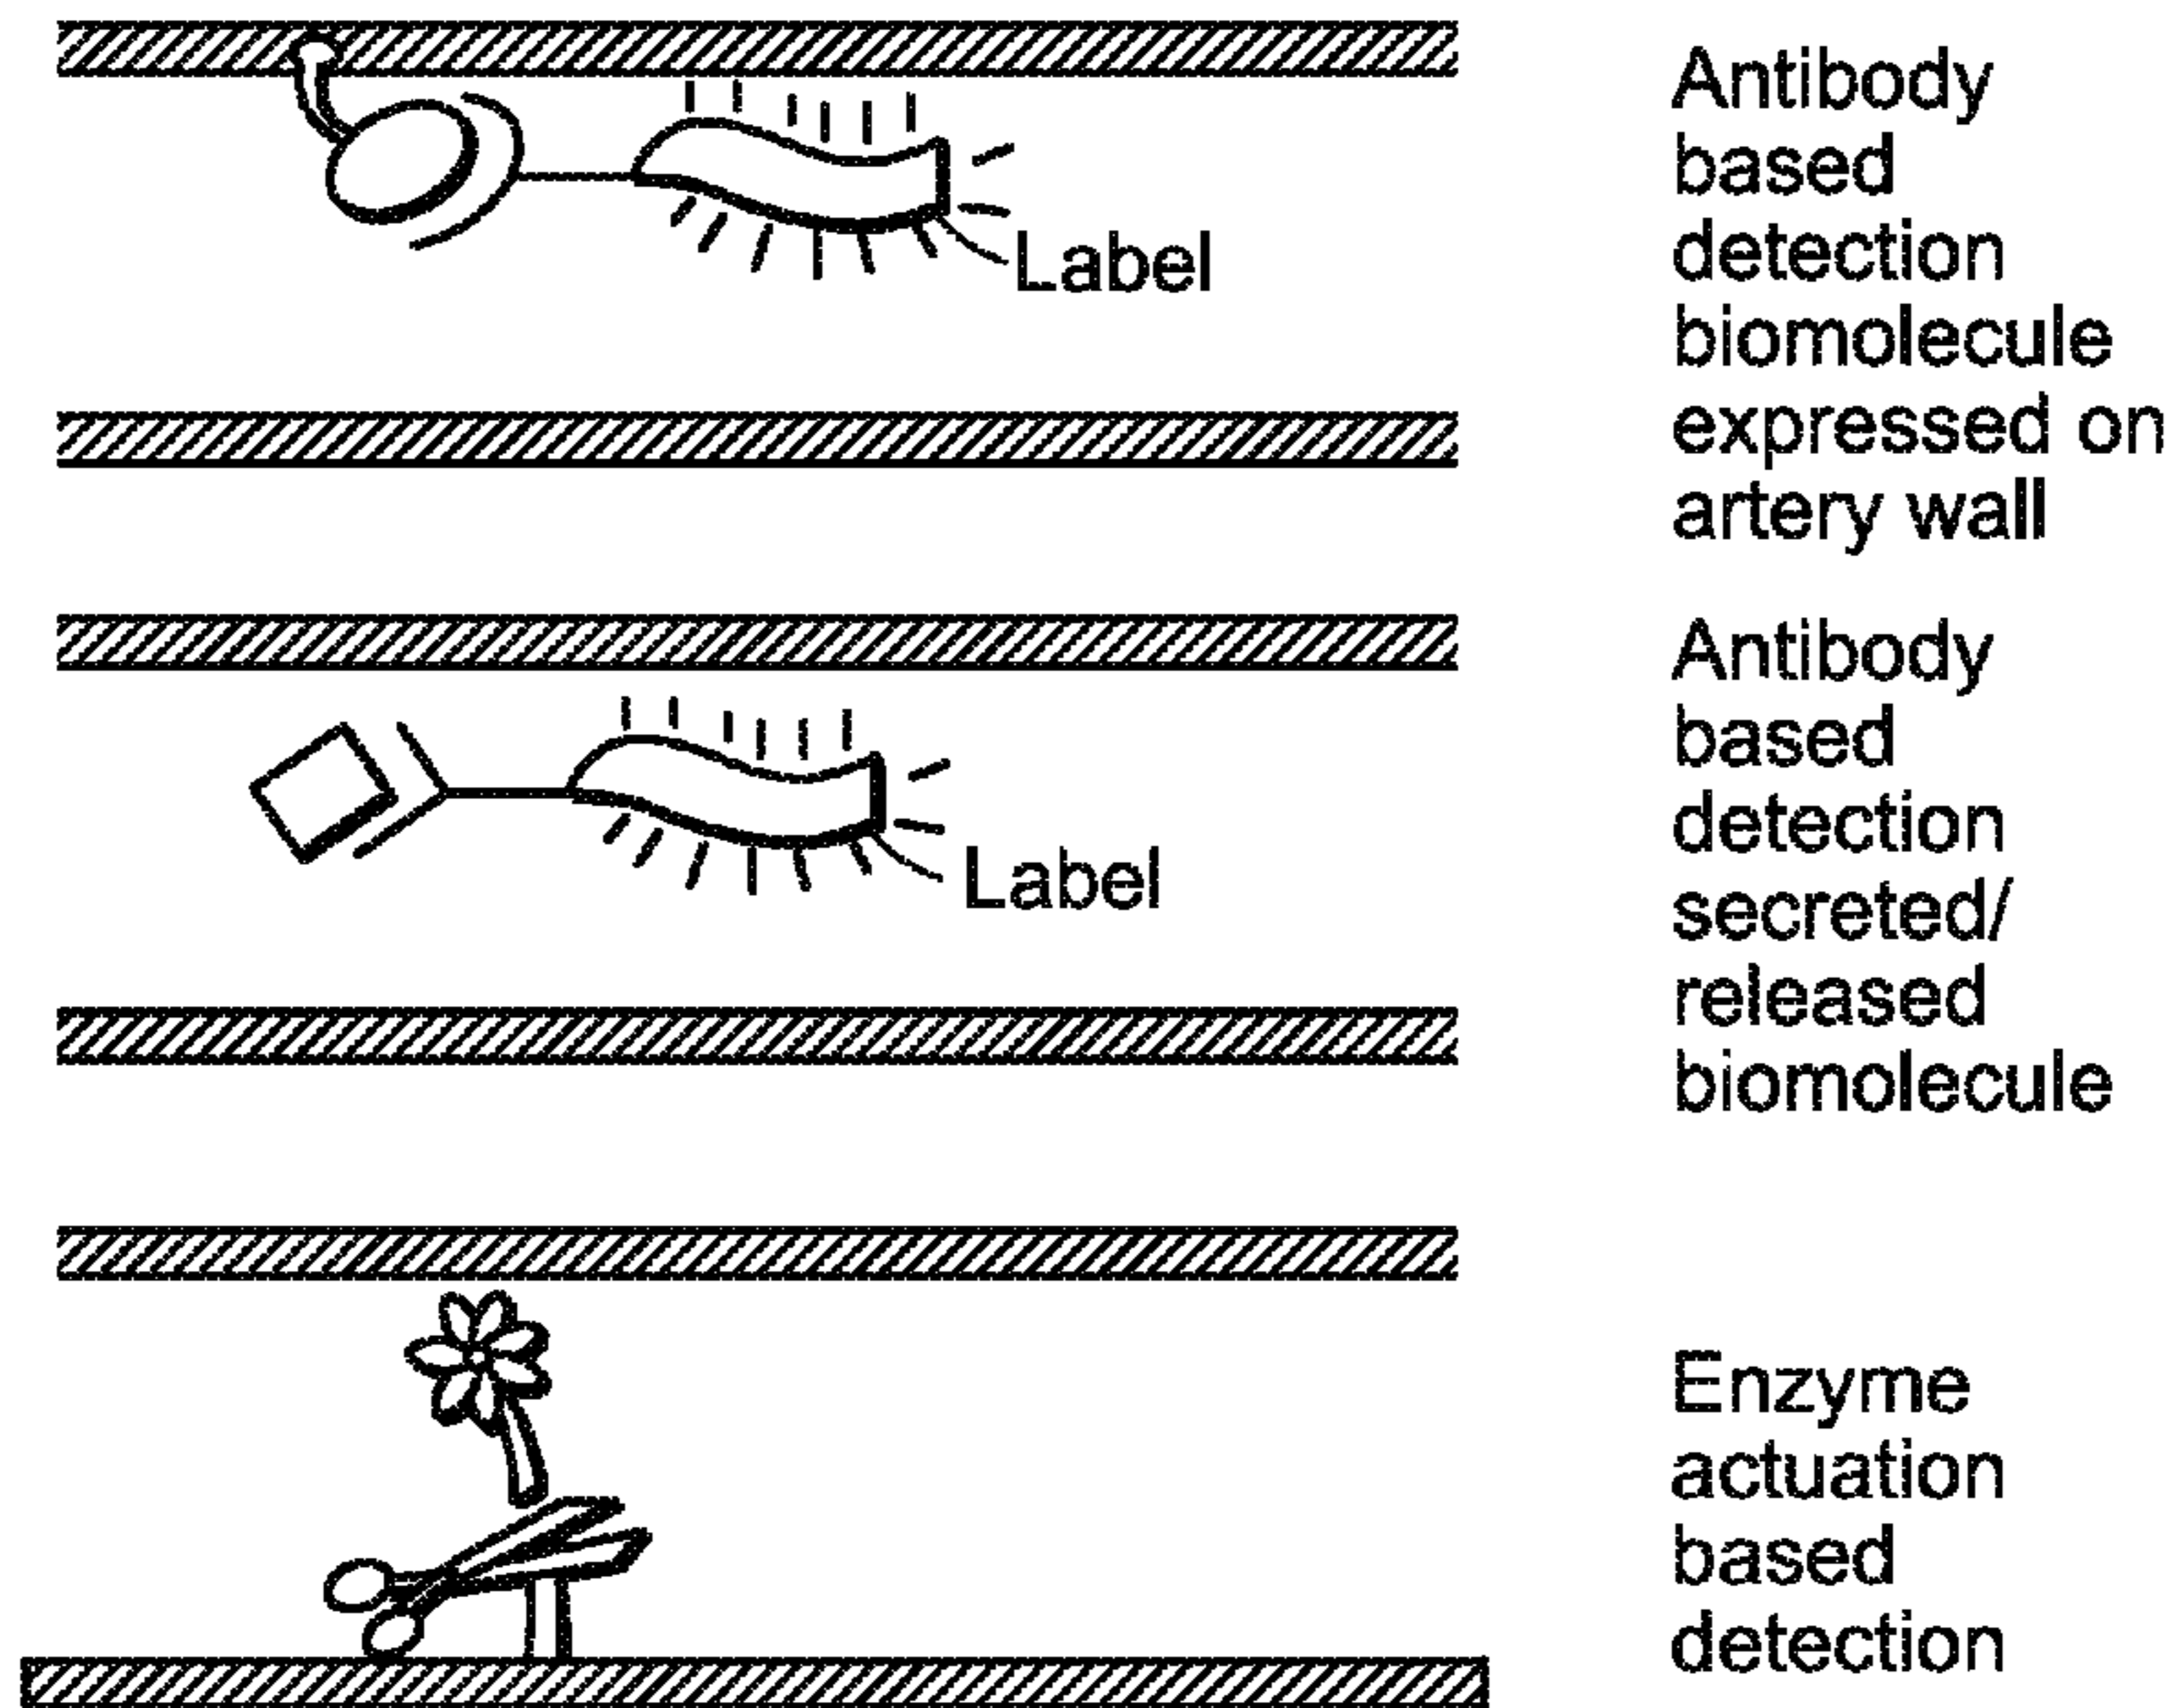 Antibody
based
detection
biomolecule
expressed on
artery wall
Label
Antibody
based
detection
secreted/
released
biomolecule
Label
Enzyme
actuation
based
detection